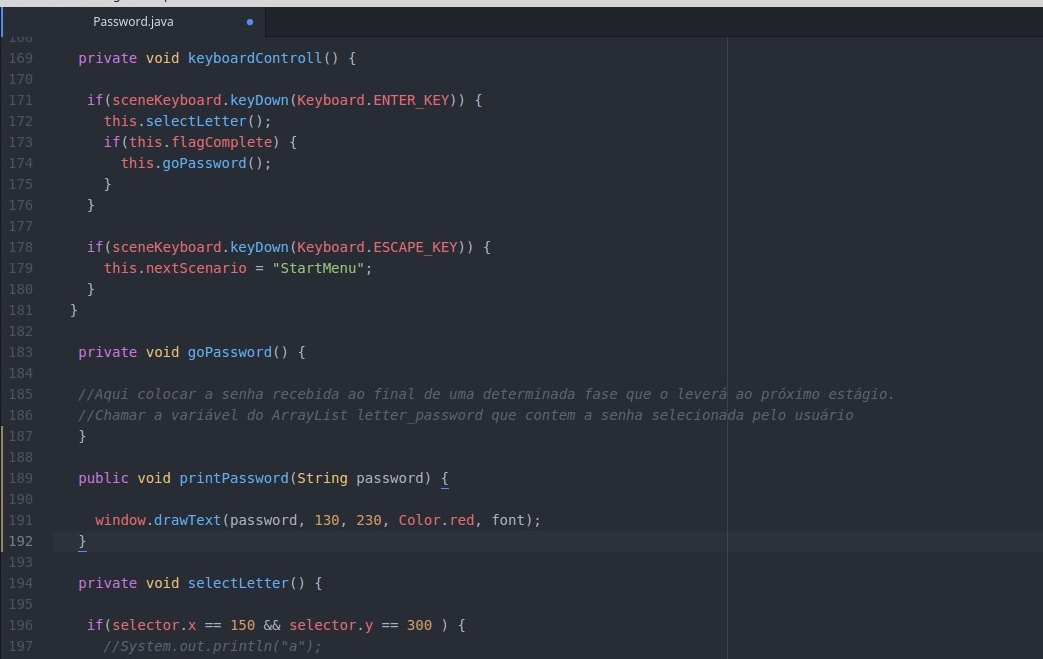 Password.java
168
169 private void keyboardControll() {
170
171 if(sceneKeyboard.keyDown(Keyboard.ENTER_KEY)) {
172 this.selectLetter();
173 if(this.flagComplete) {
174 this.goPassword();
175 }
176 }
177
178 if(sceneKeyboard.keyDown(Keyboard.ESCAPE_KEY)) {
179 this.nextScenario = "StartMenu";
180 }
181 }
182
183 private void goPassword() {
184
185 //Aqui colocar a senha recebida ao final de uma determinada fase que o leverá ao próximo estágio.
186 //Chamar a variável do ArrayList letter_password que contem a senha selecionada pelo usuário
187 }
188
189 public void printPassword(String password) {
190
191 window.drawText(password, 130, 230, Color.red, font);
192 }
193
194 private void selectLetter() {
195
196 if(selector.x == 150 && selector.y == 300 ) {
197 //System.out.println("a");